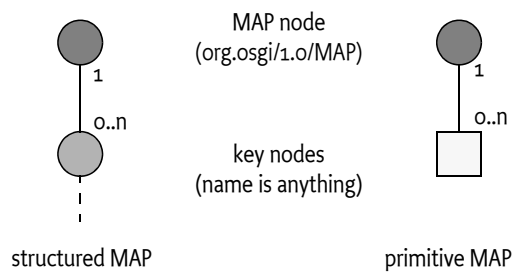 MAP node
(org.osgi/1.0/MAP)
1
1
0..n
0..n
key nodes
(name is anything)
structured MAP
primitive MAP